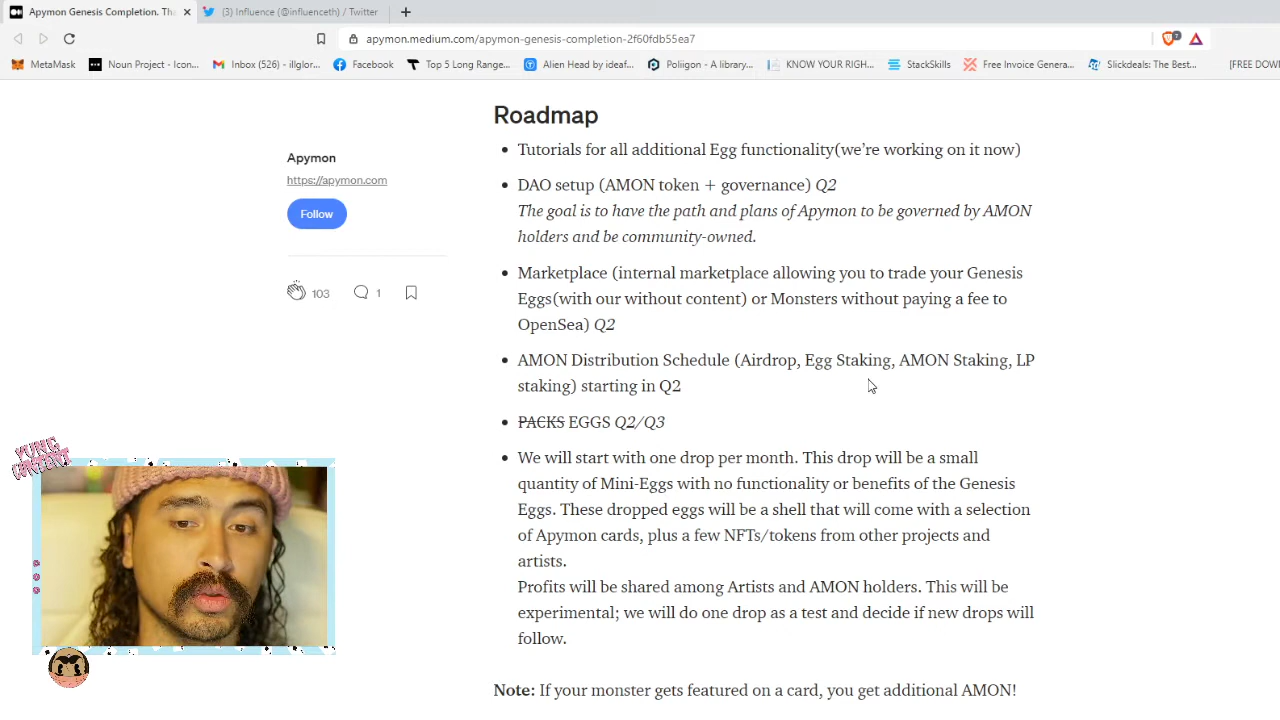 Apymon Genesis Completion. Tha
(3) Influence (@influenceth) / Twitter
apymon.medium.com/apymon-genesis-completion-2f60fdb55ea7
7
MetaMask
Noun Project - Icon...
Inbox (526) - illglor...
Facebook
Top 5 Long Range...
Alien Head by ideaf...
Poliigon - A library...
KNOW YOUR RIGH...
StackSkills
Free Invoice Genera...
Slickdeals: The Best...
[FREE DOW
Apymon
https://apymon.com
Follow
103
1
Roadmap
Tutorials for all additional Egg functionality(we’re working on it now)
DAO setup (AMON token + governance) Q2
The goal is to have the path and plans of Apymon to be governed by AMON
holders and be community-owned.
Marketplace (internal marketplace allowing you to trade your Genesis
Eggs(with our without content) or Monsters without paying a fee to
OpenSea) Q2
AMON Distribution Schedule (Airdrop, Egg Staking, AMON Staking, LP
staking) starting in Q2
PACKS EGGS Q2/Q3
We will start with one drop per month. This drop will be a small
quantity of Mini-Eggs with no functionality or benefits of the Genesis
Eggs. These dropped eggs will be a shell that will come with a selection
of Apymon cards, plus a few NFTs/tokens from other projects and
artists.
Profits will be shared among Artists and AMON holders. This will be
experimental; we will do one drop as a test and decide if new drops will
follow.
Note: If your monster gets featured on a card, you get additional AMON!